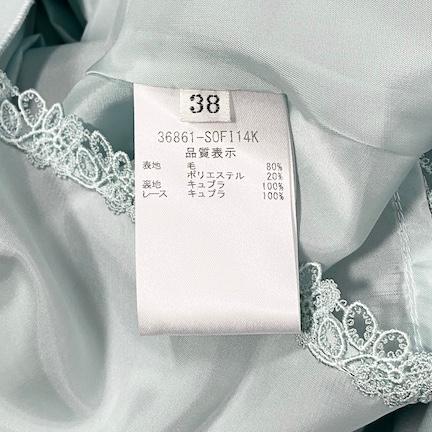 38
36861-SOFI14K
品質表示
表地 毛 80%
ポリエステル 20%
裏地 キュプラ 100%
レース キュプラ 100%